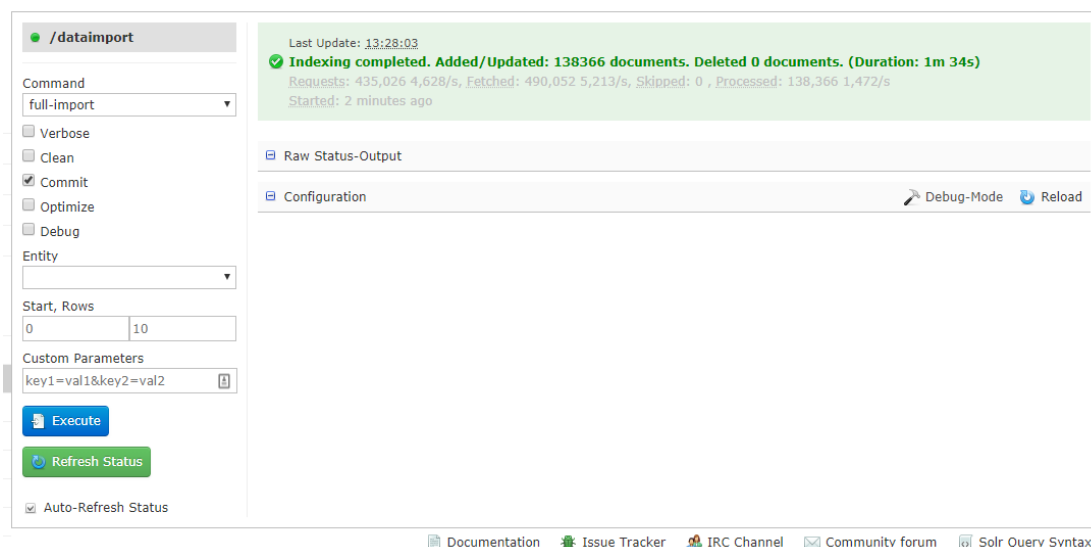 /dataimport
Command
full-import
Verbose
Clean
Commit
Optimize
Debug
Entity
Start, Rows
0 10
Custom Parameters
key1=val1&key2=val2
Execute
Refresh Status
Auto-Refresh Status
Last Update: 13:28:03
Indexing completed. Added/Updated: 138366 documents. Deleted 0 documents. (Duration: 1m 34s)
Requests: 435,026 4,628/s, Fetched: 490,052 5,213/s, Skipped: 0 , Processed: 138,366 1,472/s
Started: 2 minutes ago
Raw Status-Output
Configuration Debug-Mode Reload
Documentation Issue Tracker IRC Channel Community forum Solr Query Syntax